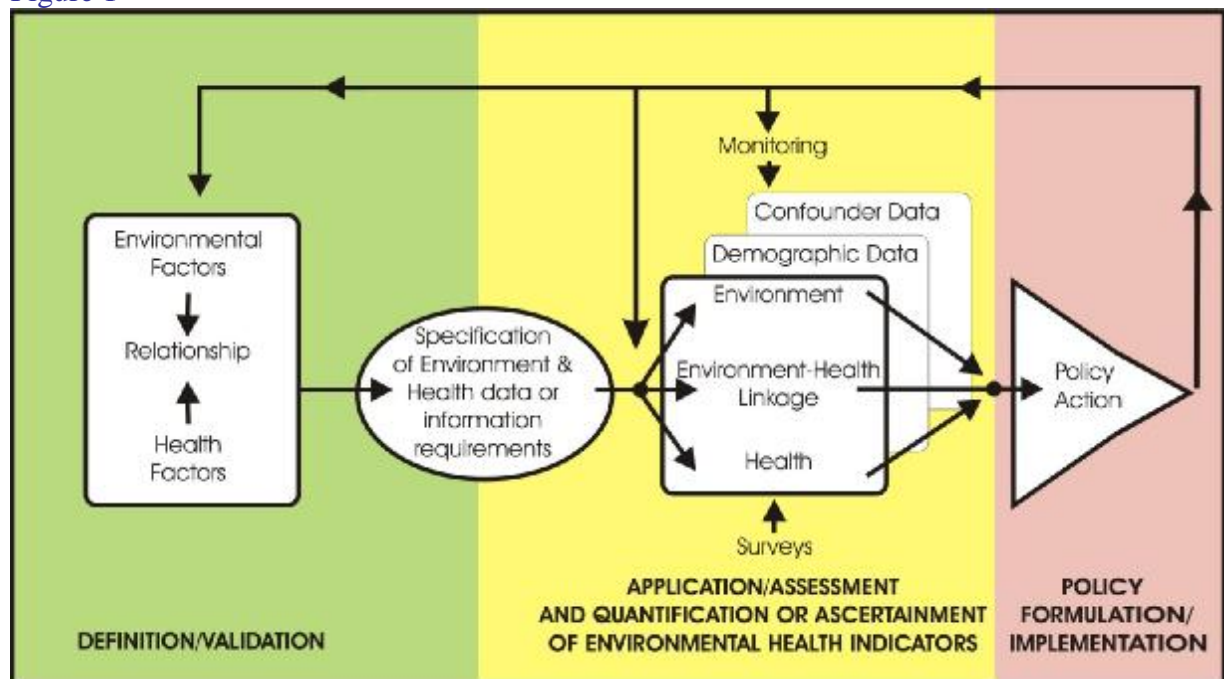 Monitoring
Confounder Data
Demographic Data
Environmental
Factors
Relationship
Health
Factors
Specification
of Environment &
Health data or
information
requirements
Environment
Environment-Health
Linkage
Health
Surveys
Policy
Action
DEFINITION/VALIDATION
APPLICATION/ASSESSMENT
AND QUANTIFICATION OR ASCERTAINMENT
OF ENVIRONMENTAL HEALTH INDICATORS
POLICY
FORMULATION/
IMPLEMENTATION